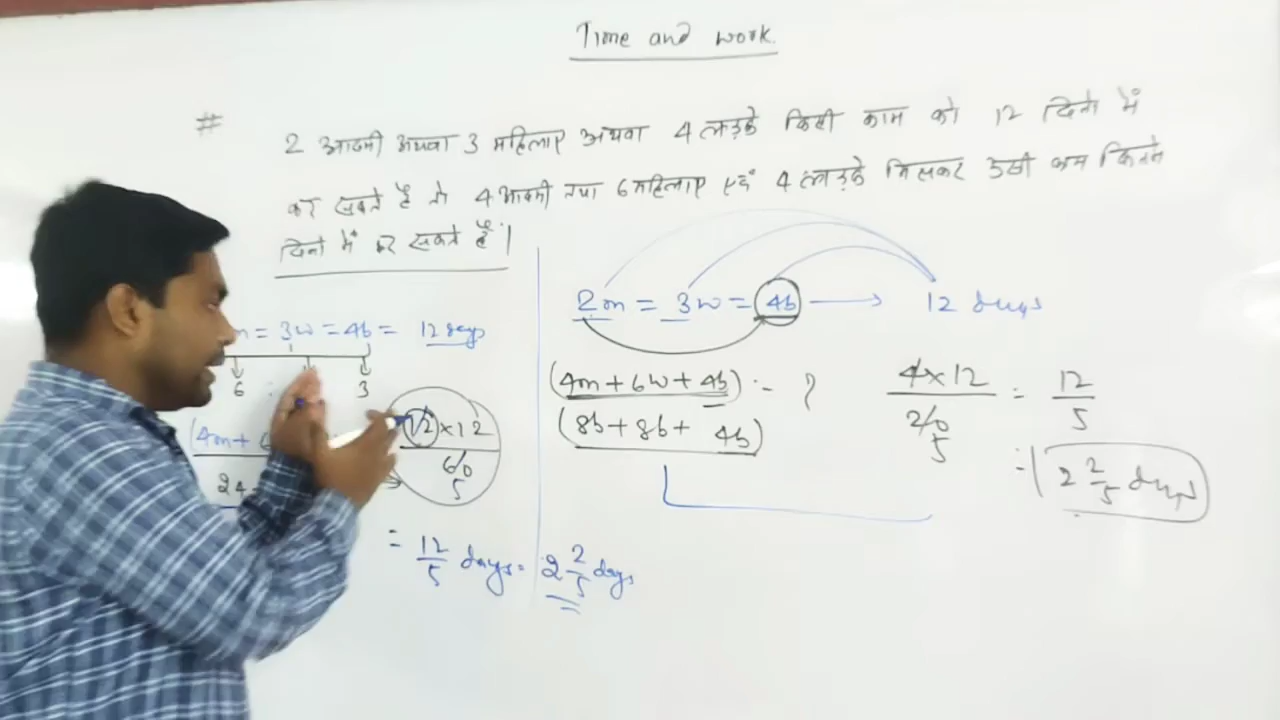 Time and work.
# 2 आदमी अथवा 3 महिलाए अथवा 4 लड़के किसी काम को 12 दिनो में
कर सकते है तो 4 आदमी तथा 6 महिलाए एवं 4 लड़के मिलकर उसी काम कितने
दिनो में कर सकते है।
m = 3w = 4b = 12 days
6 : 3
(4m+ 6
24
12×12
60
5
= 12/5 days = 2 2/5 days
2m = 3w = 4b → 12 days
(4m+6w+4b) :- ?
(8b+8b+ 4b)
4×12
20
5
= 12/5
= 2 2/5 days